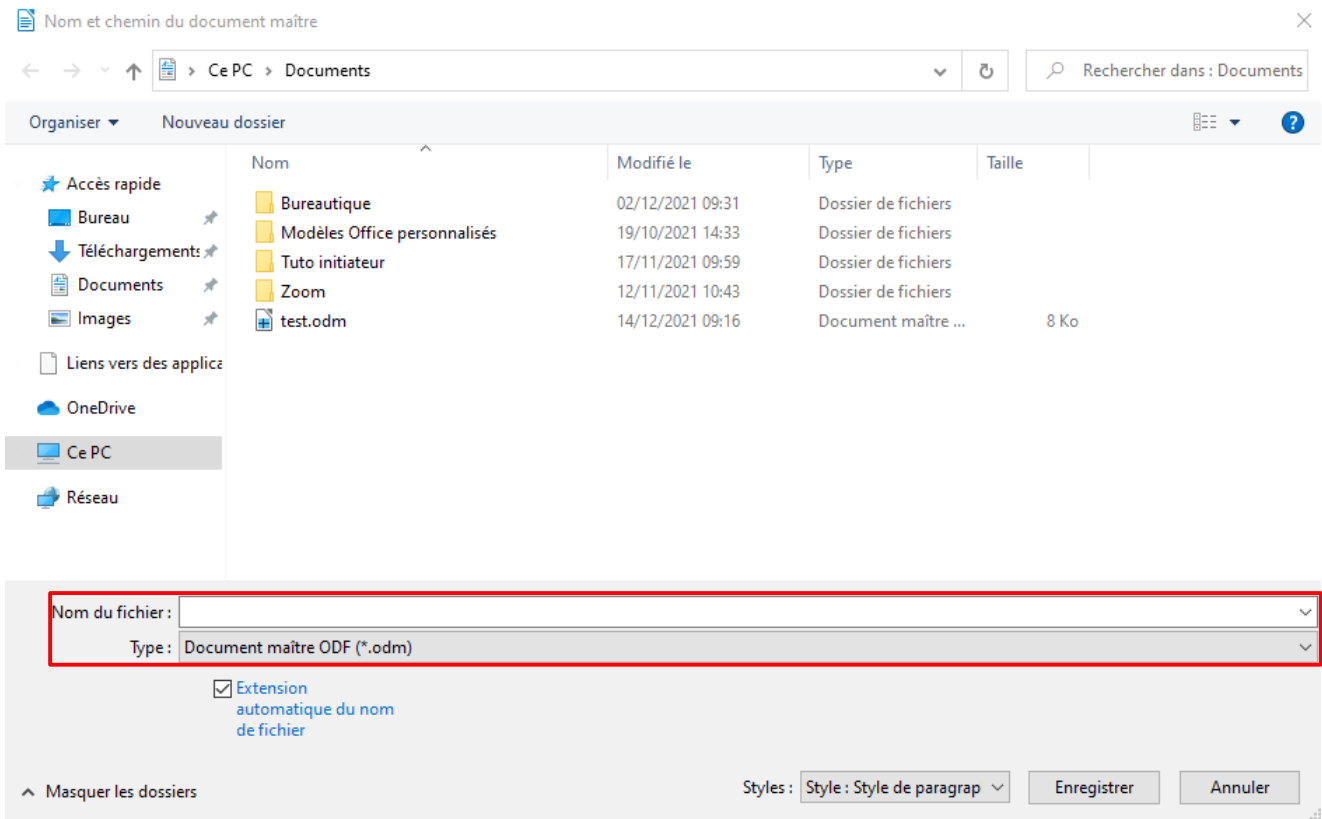 Nom et chemin du document maître
Ce PC > Documents
Rechercher dans : Documents
Organiser
Nouveau dossier
?
Nom
Modifié le
Type
Taille
Accès rapide
Bureau
Téléchargements
Documents
Images
Liens vers des applica
OneDrive
Ce PC
Réseau
Bureautique 02/12/2021 09:31 Dossier de fichiers
Modèles Office personnalisés 19/10/2021 14:33 Dossier de fichiers
Tuto initiateur 17/11/2021 09:59 Dossier de fichiers
Zoom 12/11/2021 10:43 Dossier de fichiers
test.odm 14/12/2021 09:16 Document maître ... 8 Ko
Nom du fichier :
Type : Document maître ODF (*.odm)
Extension
automatique du nom
de fichier
Masquer les dossiers
Styles : Style : Style de paragrap
Enregistrer
Annuler